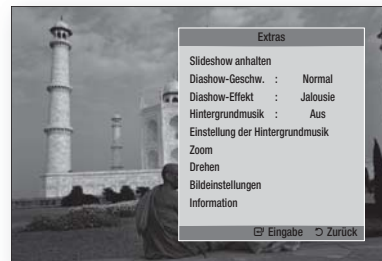 Extras
Slideshow anhalten
Diashow-Geschw. : Normal
Diashow-Effekt : Jalousie
Hintergrundmusik : Aus
Einstellung der Hintergrundmusik
Zoom
Drehen
Bildeinstellungen
Information
Eingabe Zurück